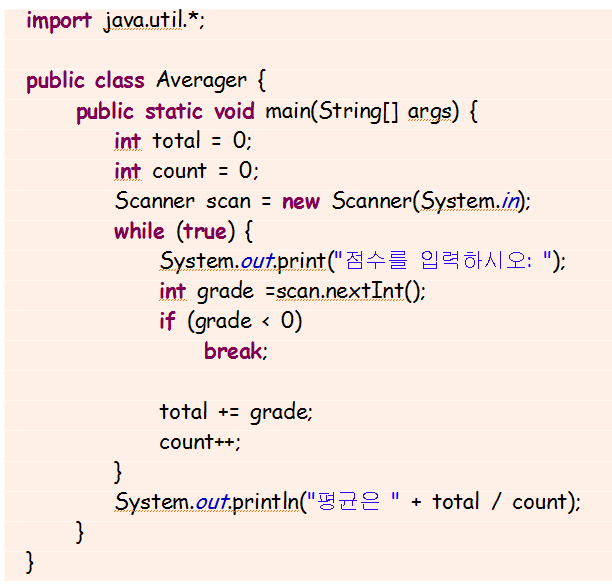 import java.util.*;
public class Averager {
public static void main(String[] args) {
int total = 0;
int count = 0;
Scanner scan = new Scanner(System.in);
while (true) {
System.out.print("점수를 입력하시오: ");
int grade =scan.nextInt();
if (grade < 0)
break;
total += grade;
count++;
}
System.out.println("평균은 " + total / count);
}
}